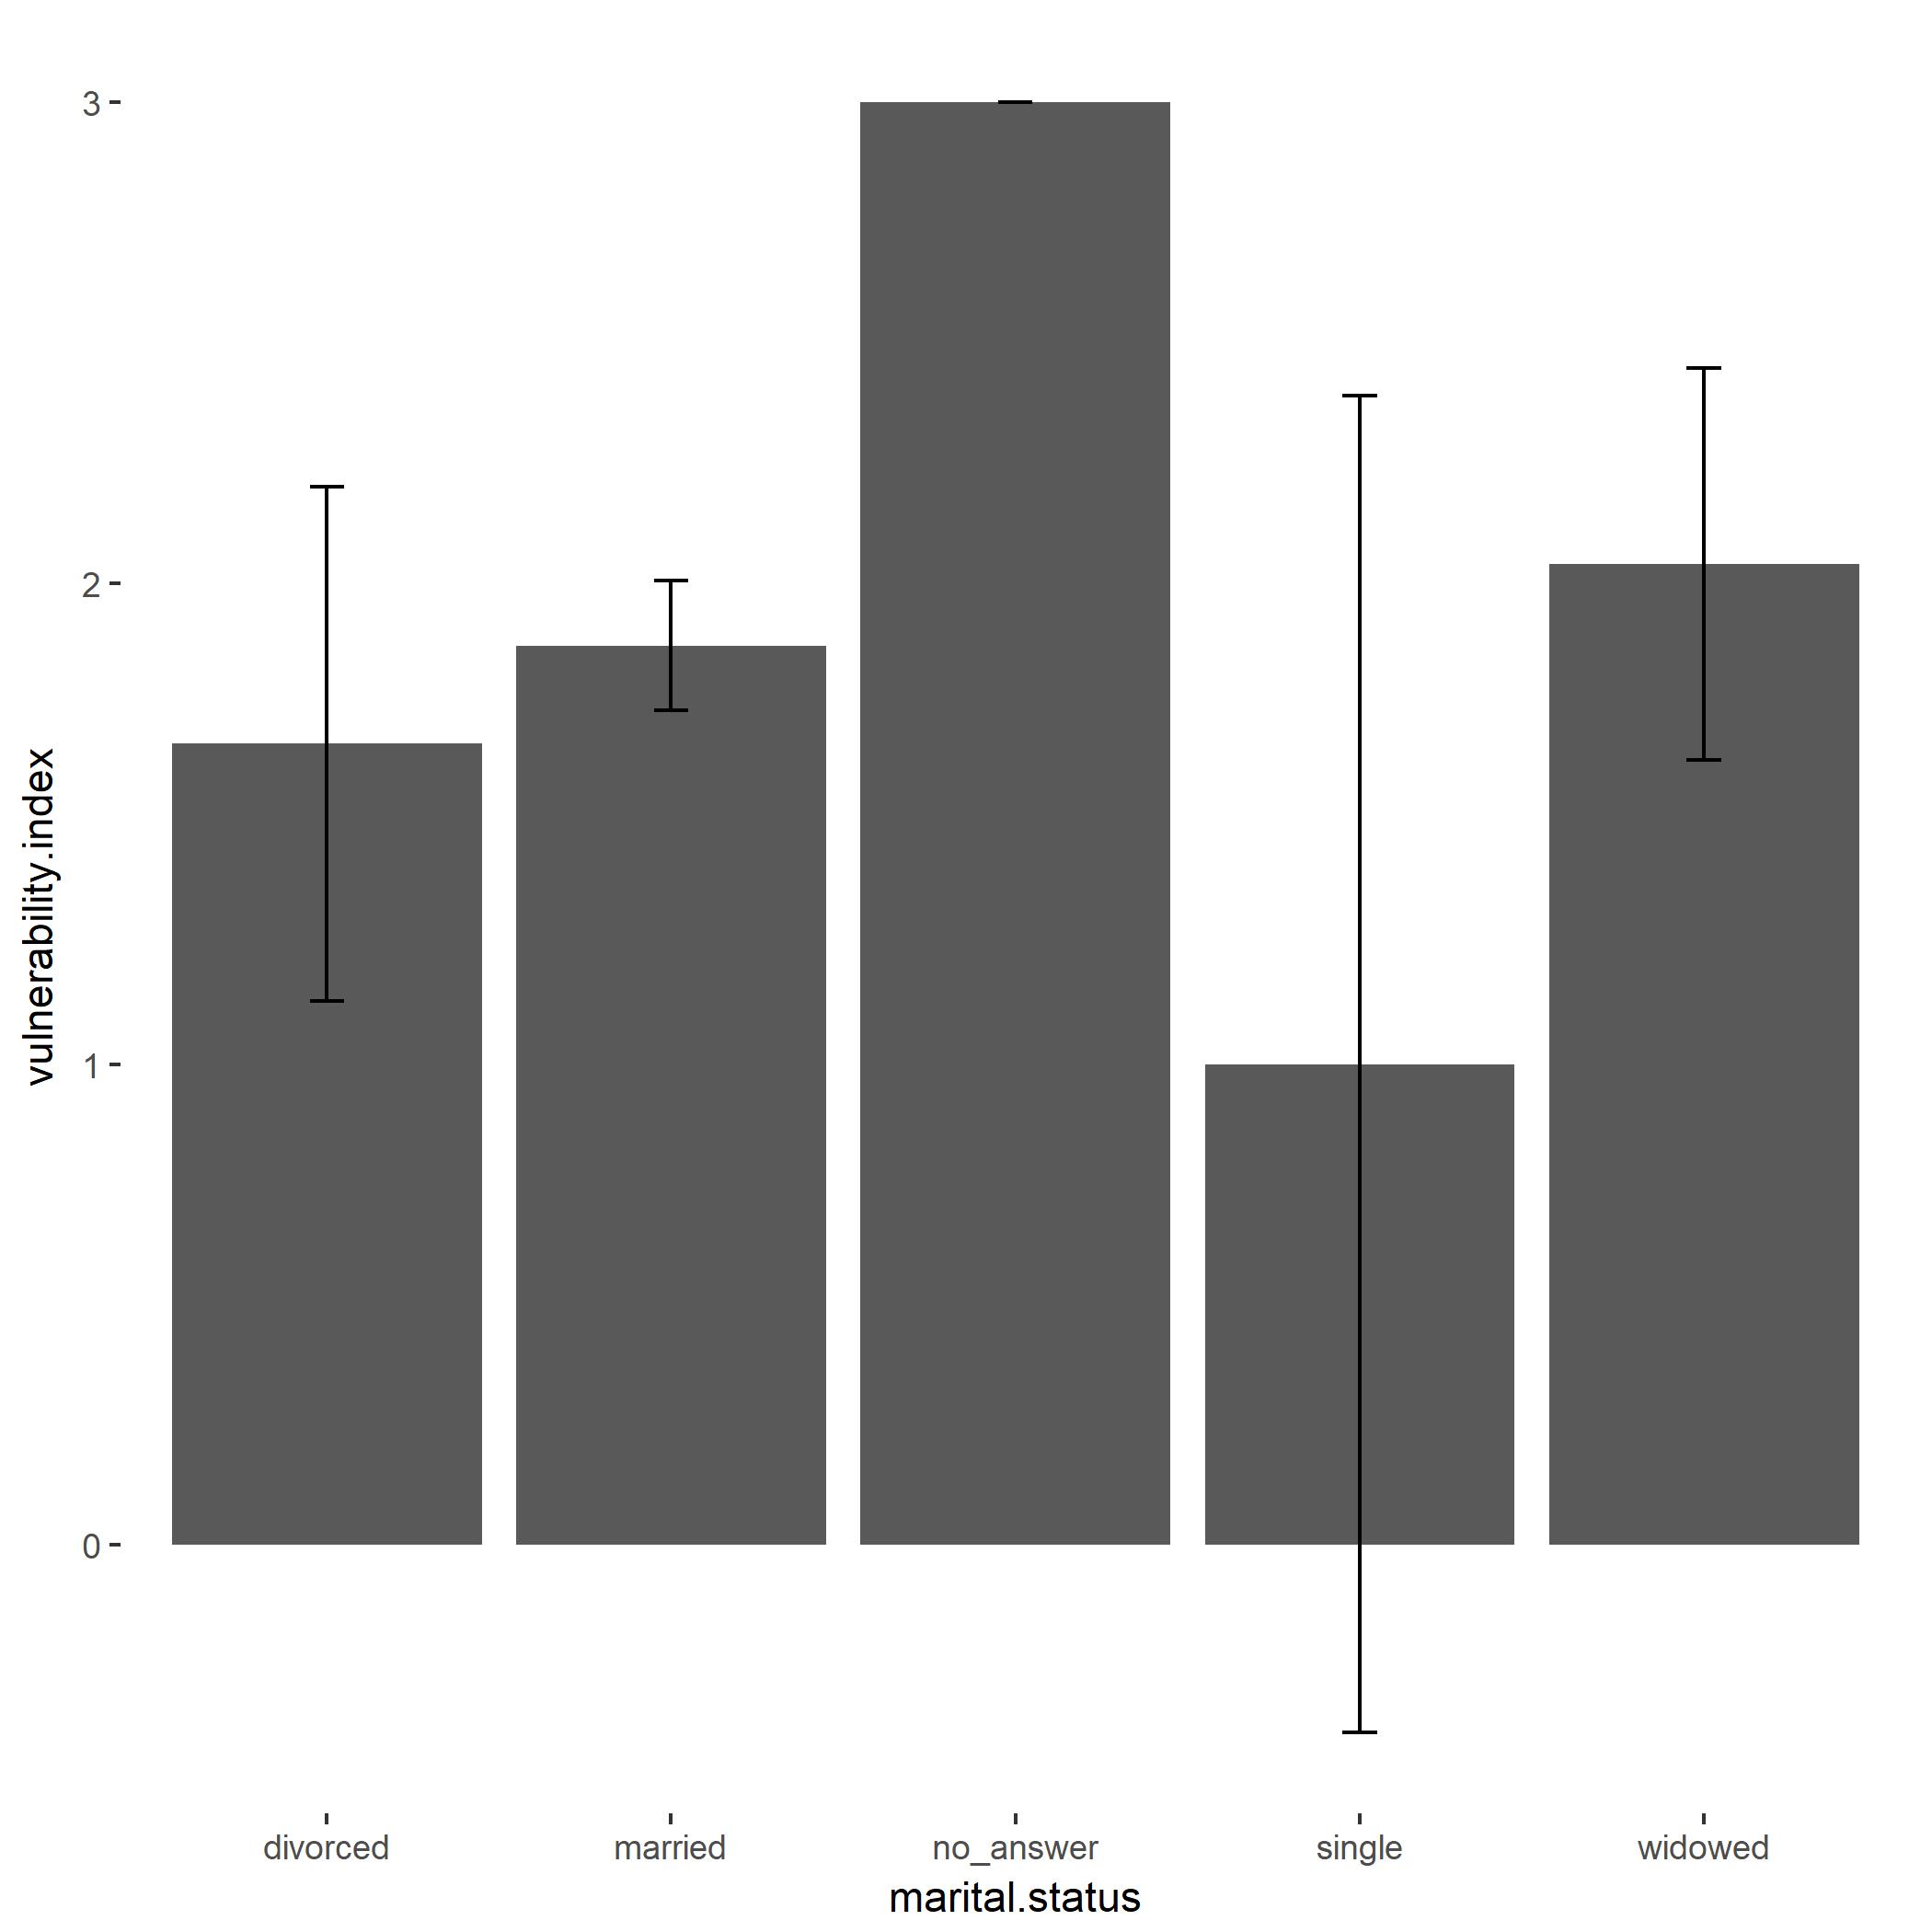 3
2
1
0
vulnerability.index
divorced married no_answer single widowed
marital.status